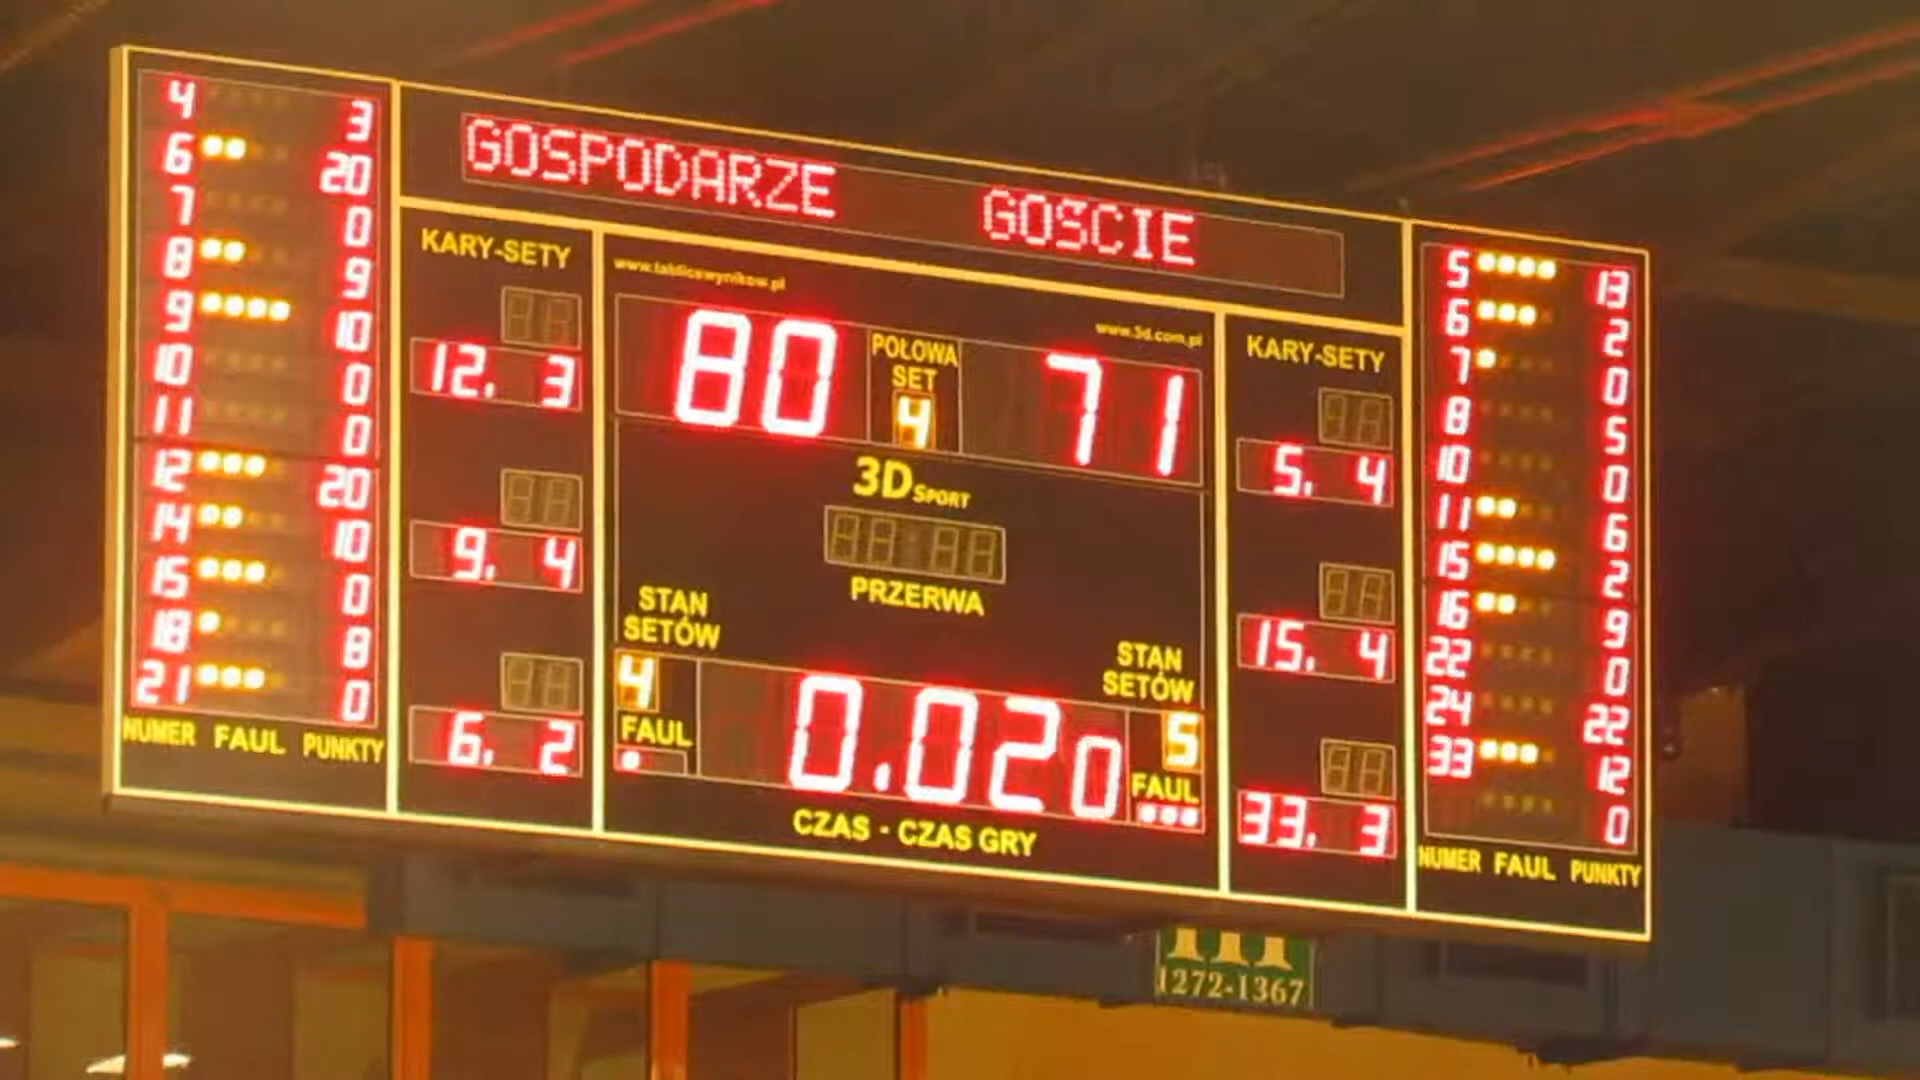 GOSPODARZE GOŚCIE
4 3
6 20
7 0
8 9
9 10
10 0
11 0
12 20
14 10
15 0
18 8
21 0
NUMER FAUL PUNKTY
KARY-SETY
12. 3
9. 4
6. 2
www.tablicewynikow.pl
www.3d.com.pl
80
POŁOWA
SET
4
71
3D SPORT
PRZERWA
STAN
SETÓW
4
FAUL
STAN
SETÓW
5
FAUL
0.020
CZAS - CZAS GRY
KARY-SETY
5. 4
15. 4
33. 3
5 13
6 2
7 0
8 5
10 0
11 6
15 2
16 9
22 0
24 22
33 12
0
NUMER FAUL PUNKTY
1272-1367